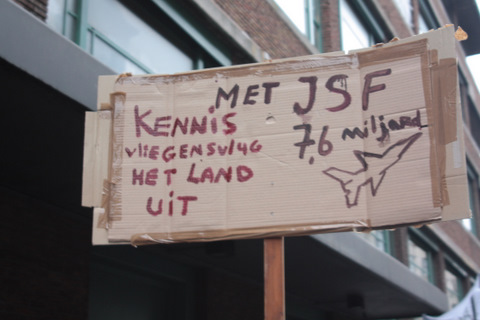 MET JSF
KENNIS
7,6 miljard
vLiEGENSVLUG
HET LAND
UiT